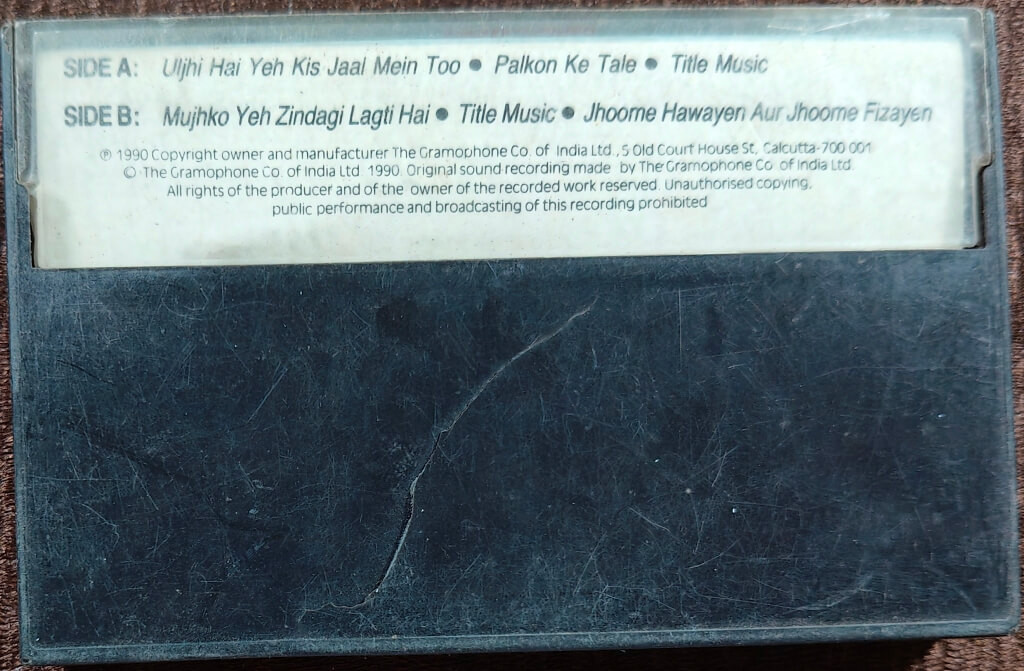 SIDE A: Uljhi Hai Yeh Kis Jaal Mein Too ● Palkon Ke Tale ● Title Music
SIDE B: Mujhko Yeh Zindagi Lagti Hai ● Title Music ● Jhoome Hawayen Aur Jhoome Fizayen
℗ 1990 Copyright owner and manufacturer The Gramophone Co. of India Ltd., 5 Old Court House St, Calcutta-700 001
© The Gramophone Co. of India Ltd 1990. Original sound recording made by The Gramophone Co. of India Ltd.
All rights of the producer and of the owner of the recorded work reserved. Unauthorised copying,
public performance and broadcasting of this recording prohibited